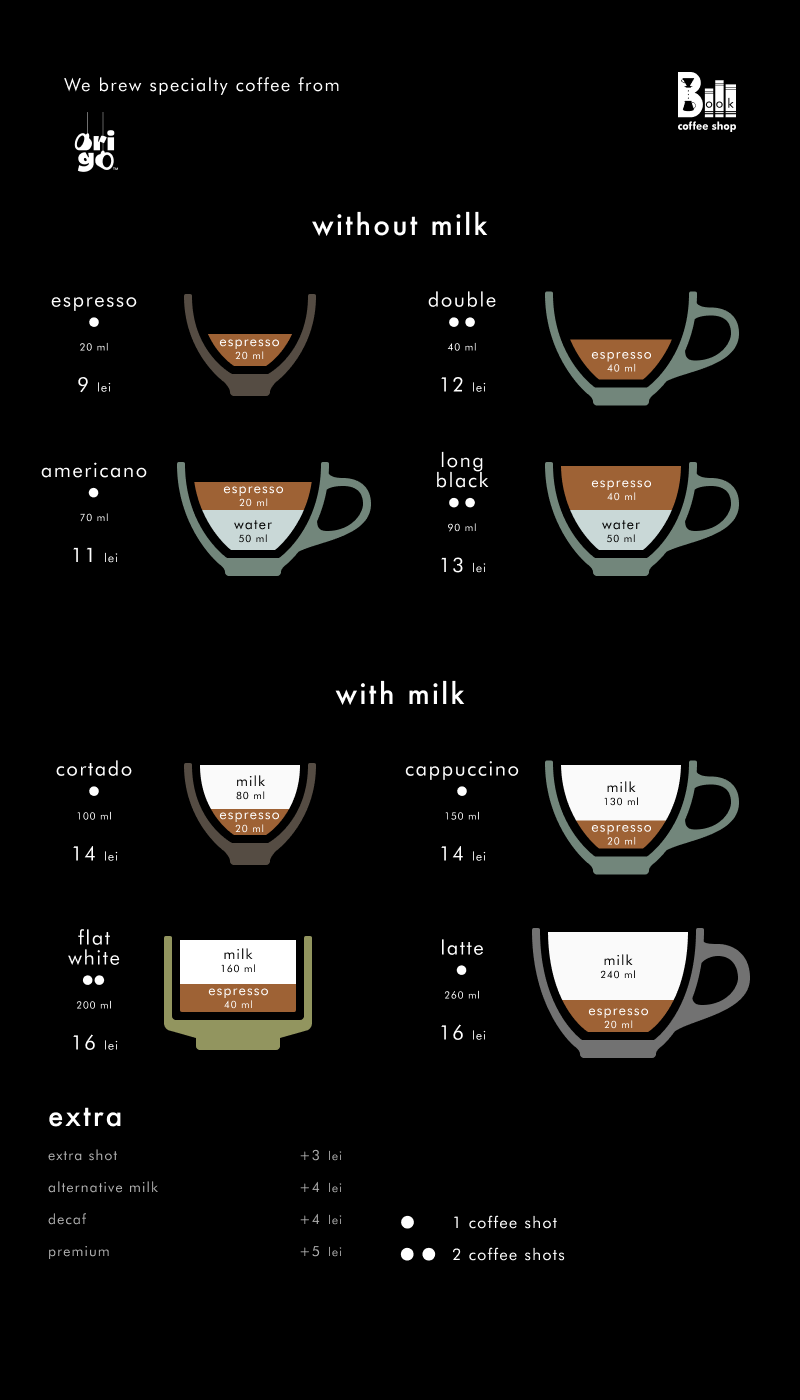 We brew specialty coffee from
origo™
Book
coffee shop
without milk
espresso
20 ml
9 lei
espresso
20 ml
double
40 ml
12 lei
espresso
40 ml
americano
70 ml
11 lei
espresso
20 ml
water
50 ml
long
black
90 ml
13 lei
espresso
40 ml
water
50 ml
with milk
cortado
100 ml
14 lei
milk
80 ml
espresso
20 ml
cappuccino
150 ml
14 lei
milk
130 ml
espresso
20 ml
flat
white
200 ml
16 lei
milk
160 ml
espresso
40 ml
latte
260 ml
16 lei
milk
240 ml
espresso
20 ml
extra
extra shot +3 lei
alternative milk +4 lei
decaf +4 lei
premium +5 lei
1 coffee shot
2 coffee shots